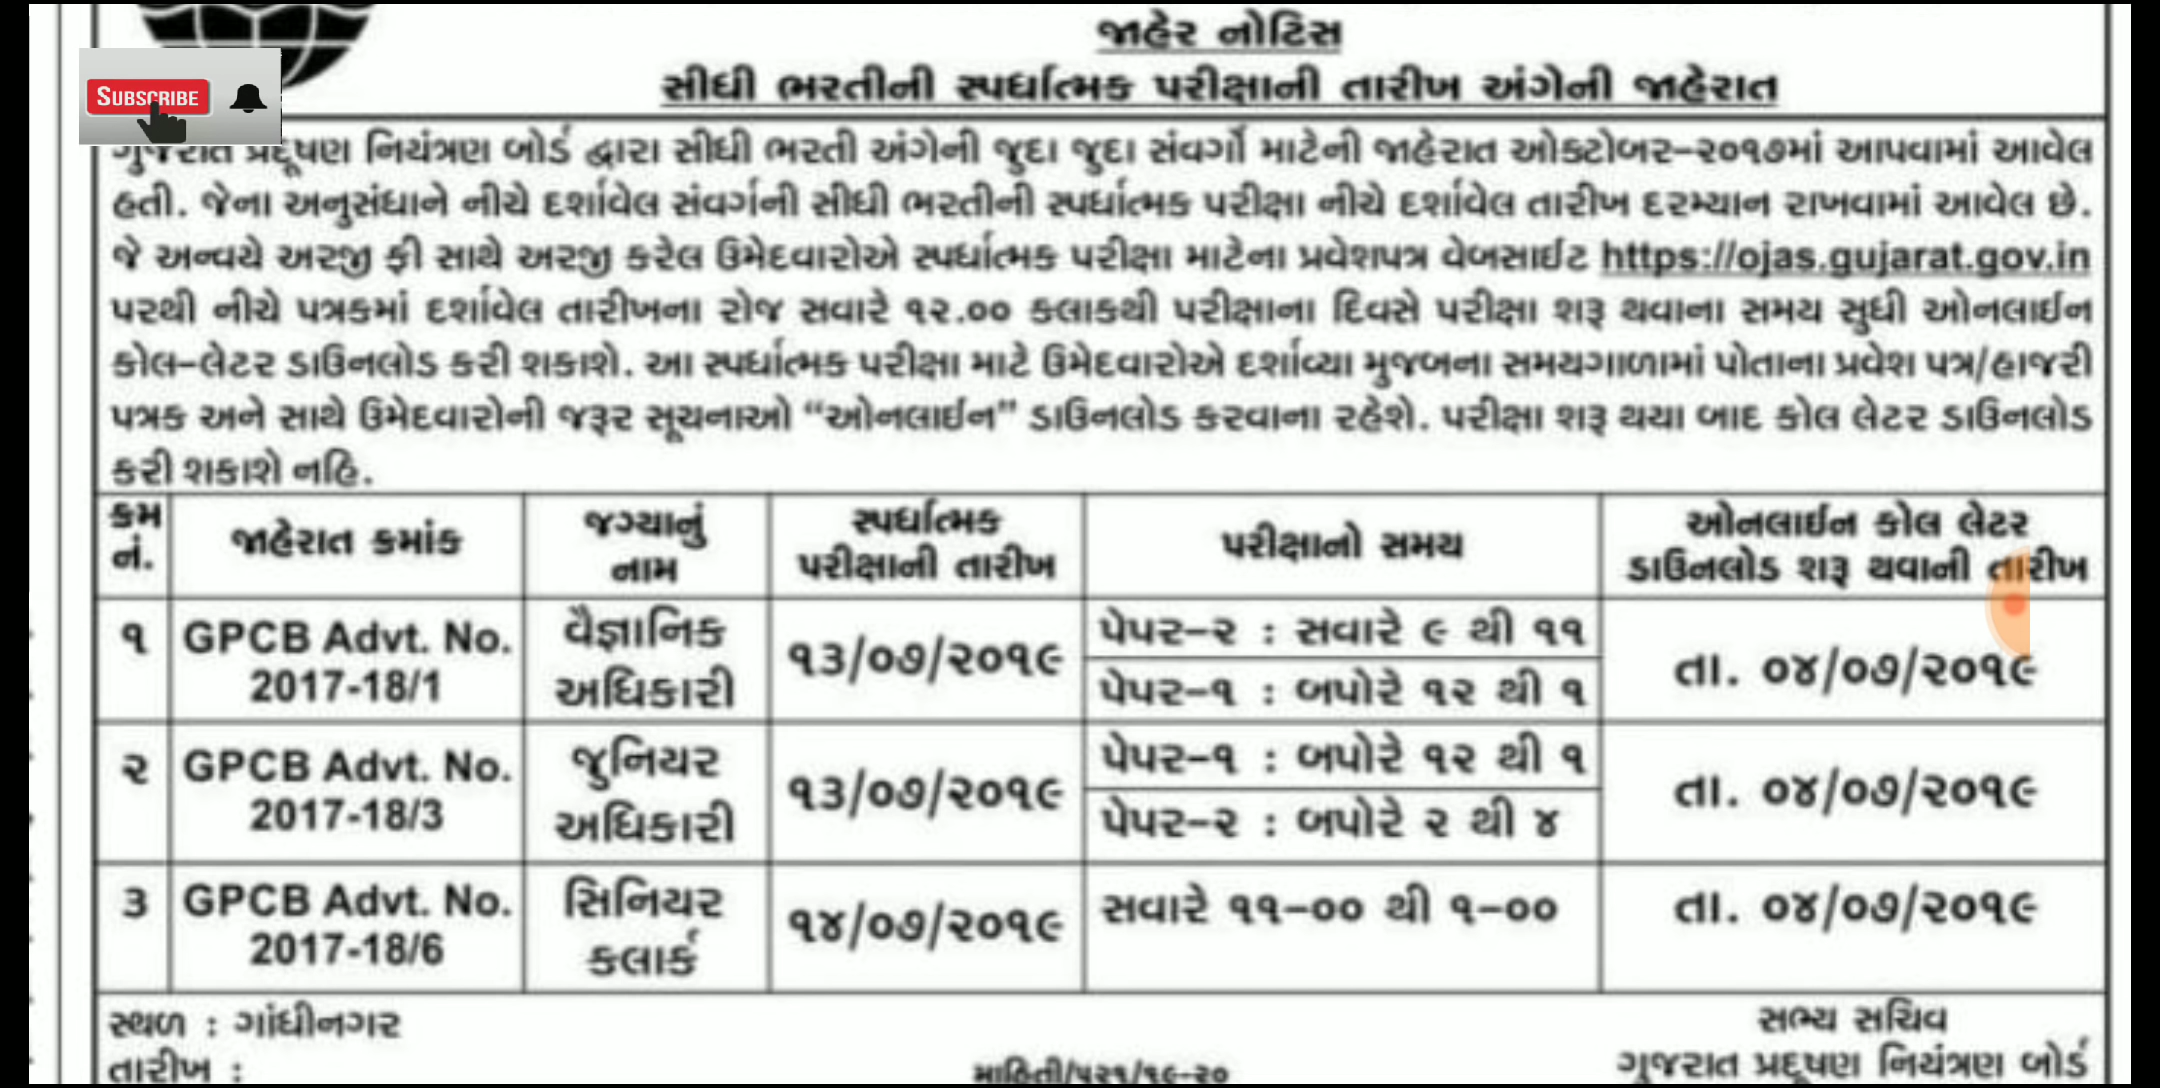 જાહેર નોટિસ
સીધી ભરતીની સ્પર્ધાત્મક પરીક્ષાની તારીખ અંગેની જાહેરાત
SUBSCRIBE
ગુજરાત પ્રદૂષણ નિયંત્રણ બોર્ડ દ્વારા સીધી ભરતી અંગેની જુદા જુદા સંવર્ગો માટેની જાહેરાત ઓક્ટોબર–૨૦૧૭માં આપવામાં આવેલ
હતી. જેના અનુસંધાને નીચે દર્શાવેલ સંવર્ગની સીધી ભરતીની સ્પર્ધાત્મક પરીક્ષા નીચે દર્શાવેલ તારીખ દરમ્યાન રાખવામાં આવેલ છે.
જે અન્વયે અરજી ફી સાથે અરજી કરેલ ઉમેદવારોએ સ્પર્ધાત્મક પરીક્ષા માટેના પ્રવેશપત્ર વેબસાઈટ https://ojas.gujarat.gov.in
પરથી નીચે પત્રકમાં દર્શાવેલ તારીખના રોજ સવારે ૧૨.૦૦ કલાકથી પરીક્ષાના દિવસે પરીક્ષા શરૂ થવાના સમય સુધી ઓનલાઈન
કોલ–લેટર ડાઉનલોડ કરી શકાશે. આ સ્પર્ધાત્મક પરીક્ષા માટે ઉમેદવારોએ દર્શાવ્યા મુજબના સમયગાળામાં પોતાના પ્રવેશ પત્ર/હાજરી
પત્રક અને સાથે ઉમેદવારોની જરૂર સૂચનાઓ “ઓનલાઈન” ડાઉનલોડ કરવાના રહેશે. પરીક્ષા શરૂ થયા બાદ કોલ લેટર ડાઉનલોડ
કરી શકાશે નહિ.
ક્રમ નં. જાહેરાત ક્રમાંક જગ્યાનું નામ સ્પર્ધાત્મક પરીક્ષાની તારીખ પરીક્ષાનો સમય ઓનલાઈન કોલ લેટર ડાઉનલોડ શરૂ થવાની તારીખ
૧ GPCB Advt. No. 2017-18/1 વૈજ્ઞાનિક અધિકારી ૧૩/૦૭/૨૦૧૯ પેપર–૨ : સવારે ૯ થી ૧૧ પેપર–૧ : બપોરે ૧૨ થી ૧ તા. ૦૪/૦૭/૨૦૧૯
૨ GPCB Advt. No. 2017-18/3 જુનિયર અધિકારી ૧૩/૦૭/૨૦૧૯ પેપર–૧ : બપોરે ૧૨ થી ૧ પેપર–૨ : બપોરે ૨ થી ૪ તા. ૦૪/૦૭/૨૦૧૯
૩ GPCB Advt. No. 2017-18/6 સિનિયર કલાર્ક ૧૪/૦૭/૨૦૧૯ સવારે ૧૧–૦૦ થી ૧–૦૦ તા. ૦૪/૦૭/૨૦૧૯
સ્થળ : ગાંધીનગર
તારીખ :
માહિતી/૫૨૧/૧૯-૨૦
સભ્ય સચિવ
ગુજરાત પ્રદૂષણ નિયંત્રણ બોર્ડ